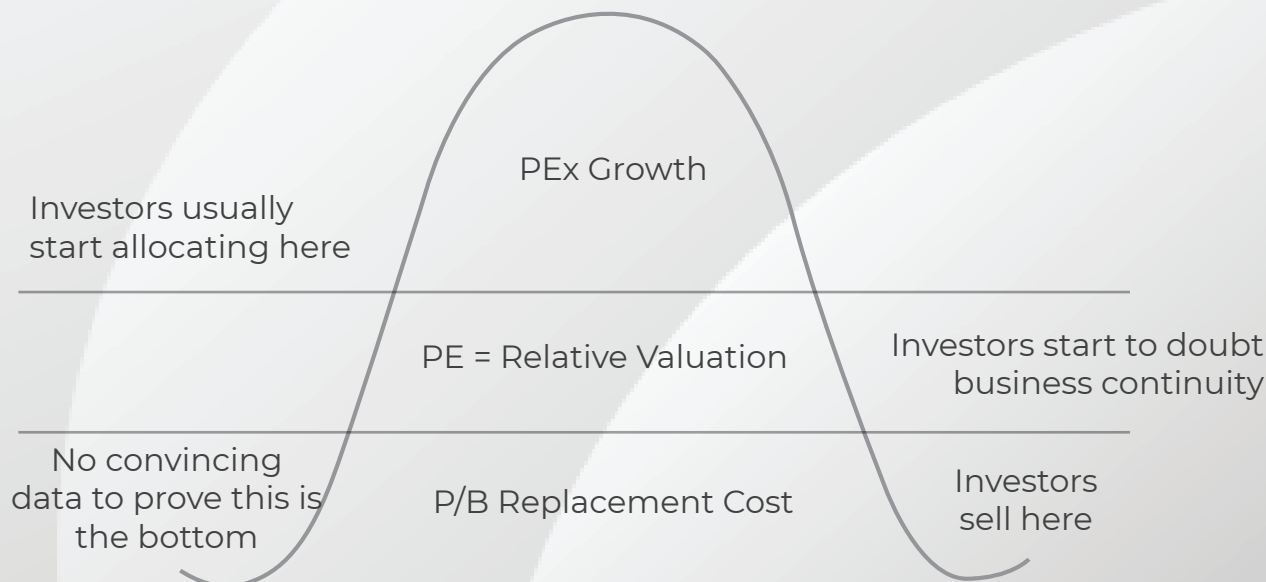 PEx Growth
Investors usually
start allocating here
PE = Relative Valuation
Investors start to doubt
business continuity
No convincing
data to prove this is
the bottom
P/B Replacement Cost
Investors
sell here